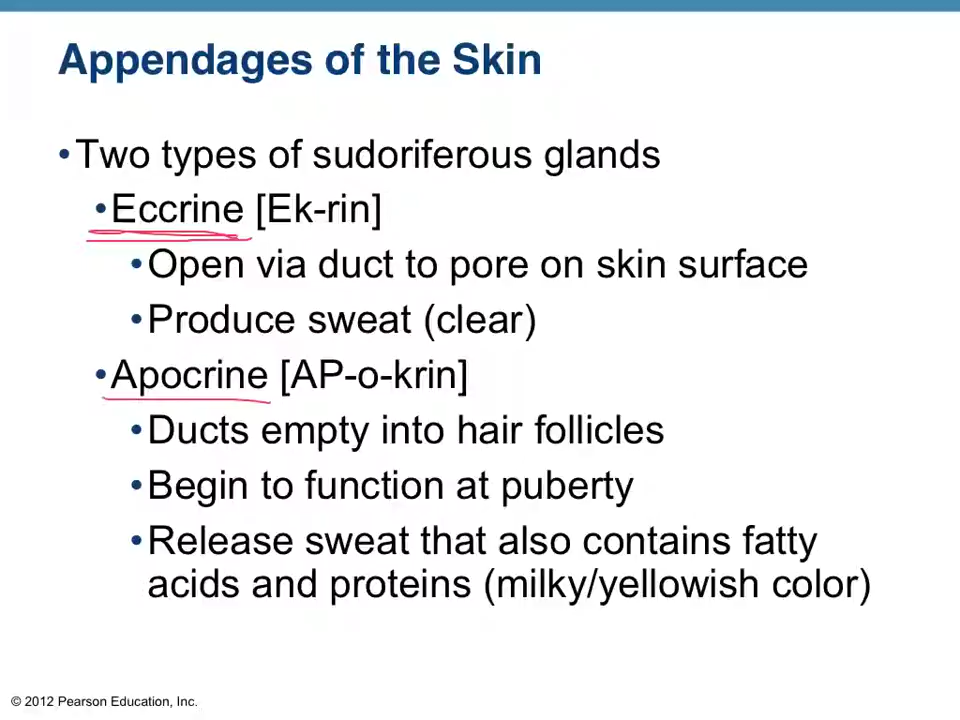 Appendages of the Skin
•Two types of sudoriferous glands
•Eccrine [Ek-rin]
•Open via duct to pore on skin surface
•Produce sweat (clear)
•Apocrine [AP-o-krin]
•Ducts empty into hair follicles
•Begin to function at puberty
•Release sweat that also contains fatty
acids and proteins (milky/yellowish color)
© 2012 Pearson Education, Inc.